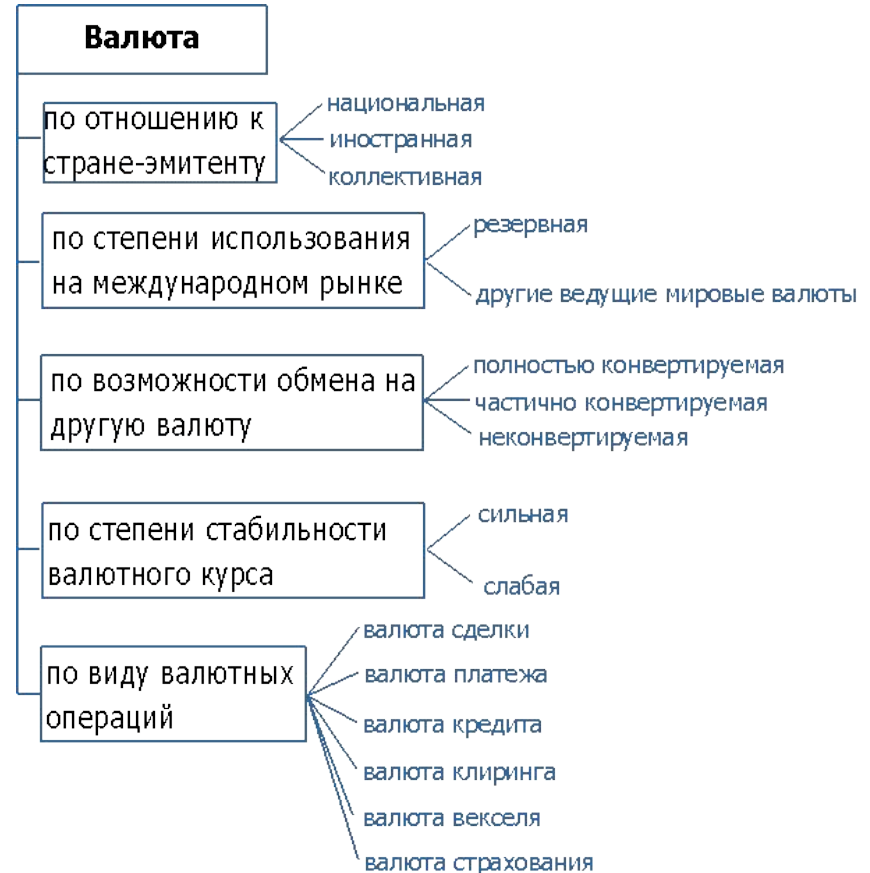 Валюта
по отношению к
стране-эмитенту
национальная
иностранная
коллективная
по степени использования
на международном рынке
резервная
другие ведущие мировые валюты
по возможности обмена на
другую валюту
полностью конвертируемая
частично конвертируемая
неконвертируемая
по степени стабильности
валютного курса
сильная
слабая
по виду валютных
операций
валюта сделки
валюта платежа
валюта кредита
валюта клиринга
валюта векселя
валюта страхования